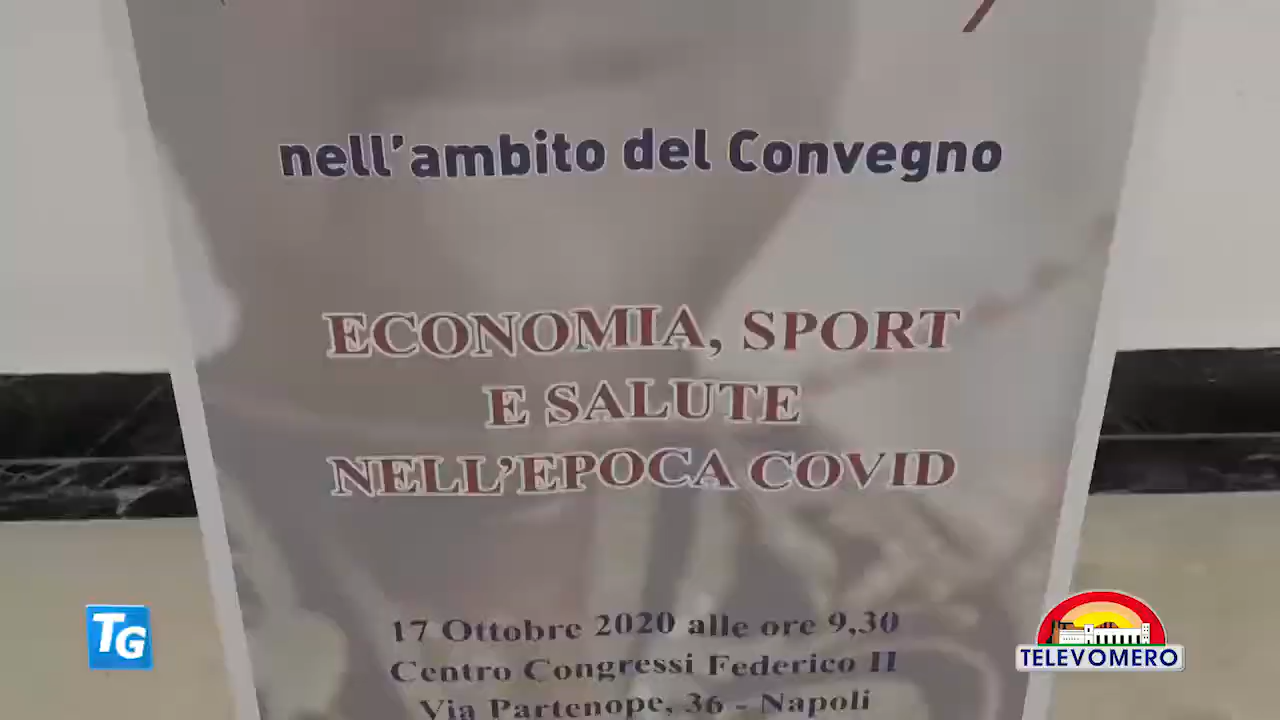 nell'ambito del Convegno
ECONOMIA, SPORT
E SALUTE
NELL'EPOCA COVID
17 Ottobre 2020 alle ore 9,30
Centro Congressi Federico II
Via Partenope, 36 - Napoli
TG
TELEVOMERO